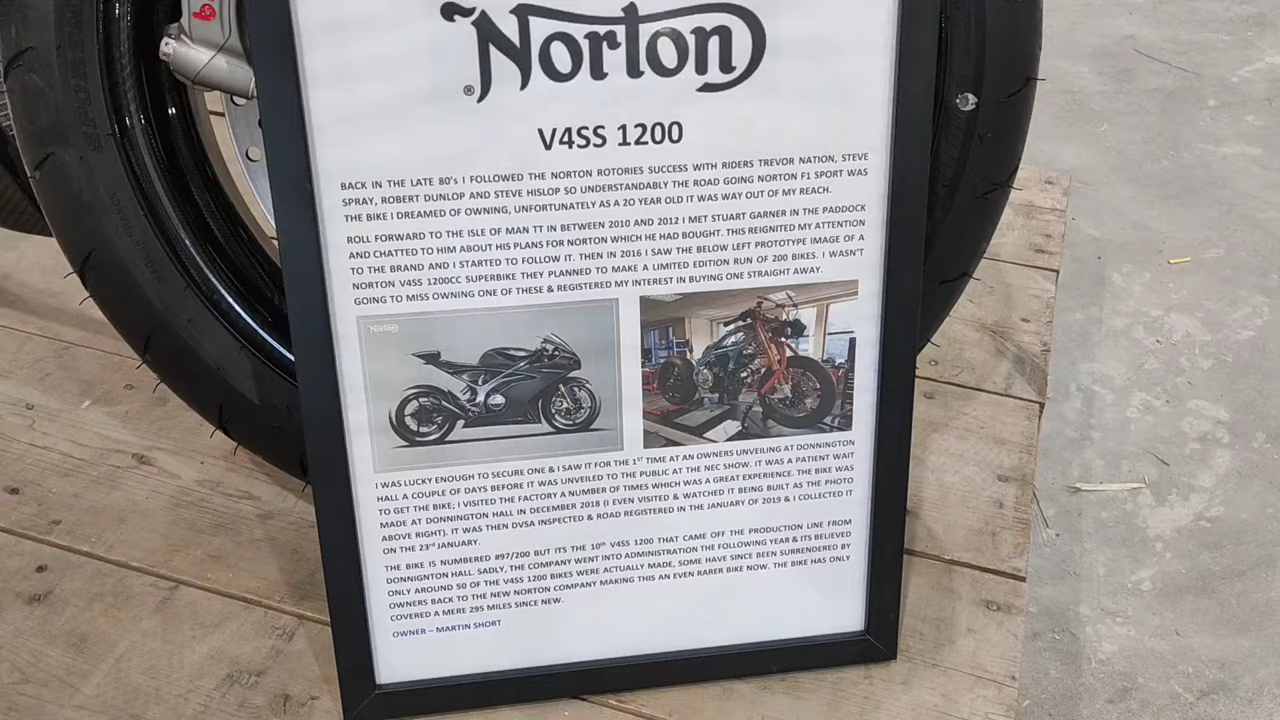 Norton
®
V4SS 1200
BACK IN THE LATE 80's I FOLLOWED THE NORTON ROTORIES SUCCESS WITH RIDERS TREVOR NATION, STEVE
SPRAY, ROBERT DUNLOP AND STEVE HISLOP SO UNDERSTANDABLY THE ROAD GOING NORTON F1 SPORT WAS
THE BIKE I DREAMED OF OWNING, UNFORTUNATELY AS A 20 YEAR OLD IT WAS WAY OUT OF MY REACH.
ROLL FORWARD TO THE ISLE OF MAN TT IN BETWEEN 2010 AND 2012 I MET STUART GARNER IN THE PADDOCK
AND CHATTED TO HIM ABOUT HIS PLANS FOR NORTON WHICH HE HAD BOUGHT. THIS REIGNITED MY ATTENTION
TO THE BRAND AND I STARTED TO FOLLOW IT. THEN IN 2016 I SAW THE BELOW LEFT PROTOTYPE IMAGE OF A
NORTON V4SS 1200CC SUPERBIKE THEY PLANNED TO MAKE A LIMITED EDITION RUN OF 200 BIKES. I WASN'T
GOING TO MISS OWNING ONE OF THESE & REGISTERED MY INTEREST IN BUYING ONE STRAIGHT AWAY.
Norton
I WAS LUCKY ENOUGH TO SECURE ONE & I SAW IT FOR THE 1ST TIME AT AN OWNERS UNVEILING AT DONNINGTON
HALL A COUPLE OF DAYS BEFORE IT WAS UNVEILED TO THE PUBLIC AT THE NEC SHOW. IT WAS A PATIENT WAIT
TO GET THE BIKE; I VISITED THE FACTORY A NUMBER OF TIMES WHICH WAS A GREAT EXPERIENCE. THE BIKE WAS
MADE AT DONNINGTON HALL IN DECEMBER 2018 (I EVEN VISITED & WATCHED IT BEING BUILT AS THE PHOTO
ABOVE RIGHT). IT WAS THEN DVSA INSPECTED & ROAD REGISTERED IN THE JANUARY OF 2019 & I COLLECTED IT
ON THE 23rd JANUARY.
THE BIKE IS NUMBERED #97/200 BUT ITS THE 10th V4SS 1200 THAT CAME OFF THE PRODUCTION LINE FROM
DONNIGNTON HALL. SADLY, THE COMPANY WENT INTO ADMINISTRATION THE FOLLOWING YEAR & ITS BELIEVED
ONLY AROUND 50 OF THE V4SS 1200 BIKES WERE ACTUALLY MADE, SOME HAVE SINCE BEEN SURRENDERED BY
OWNERS BACK TO THE NEW NORTON COMPANY MAKING THIS AN EVEN RARER BIKE NOW. THE BIKE HAS ONLY
COVERED A MERE 295 MILES SINCE NEW.
OWNER – MARTIN SHORT